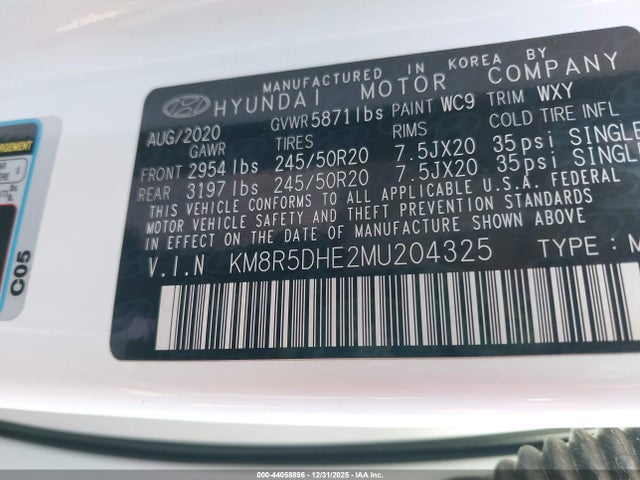 MANUFACTURED IN KOREA BY
HYUNDAI MOTOR COMPANY
AUG/2020 GVWR 5871lbs PAINT WC9 TRIM WXY
GAWR TIRES RIMS COLD TIRE INFL
FRONT 2954 lbs 245/50R20 7.5JX20 35 psi SINGLE
REAR 3197 lbs 245/50R20 7.5JX20 35 psi SINGLE
THIS VEHICLE CONFORMS TO ALL APPLICABLE U.S.A. FEDERAL
MOTOR VEHICLE SAFETY AND THEFT PREVENTION STANDARDS
IN EFFECT ON THE DATE OF MANUFACTURE SHOWN ABOVE
V.I.N KM8R5DHE2MU204325 TYPE: M
C05
000-44058896 - 12/31/2025 - IAA Inc.